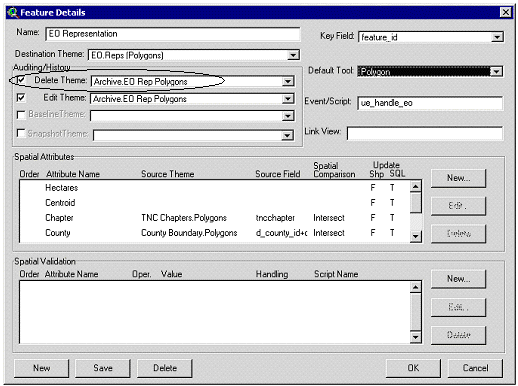 Feature Details
Name: EO Representation
Key Field: feature_id
Destination Theme: EO.Reps (Polygons)
Auditing/History
Delete Theme: Archive.EO Rep Polygons
Default Tool: Polygon
Edit Theme: Archive.EO Rep Polygons
Event/Script: ue_handle_eo
BaselineTheme:
SnapshotTheme:
Link View:
Spatial Attributes
Order Attribute Name Source Theme Source Field Spatial Comparison Update Shp SQL
Hectares F T
Centroid F T
Chapter TNC Chapters.Polygons tncchapter Intersect F T
County County Boundary.Polygons d_county_id+c Intersect F T
New...
Edit...
Delete
Spatial Validation
Order Attribute Name Oper. Value Handling Script Name
New...
Edit...
Delete
New Save Delete OK Cancel